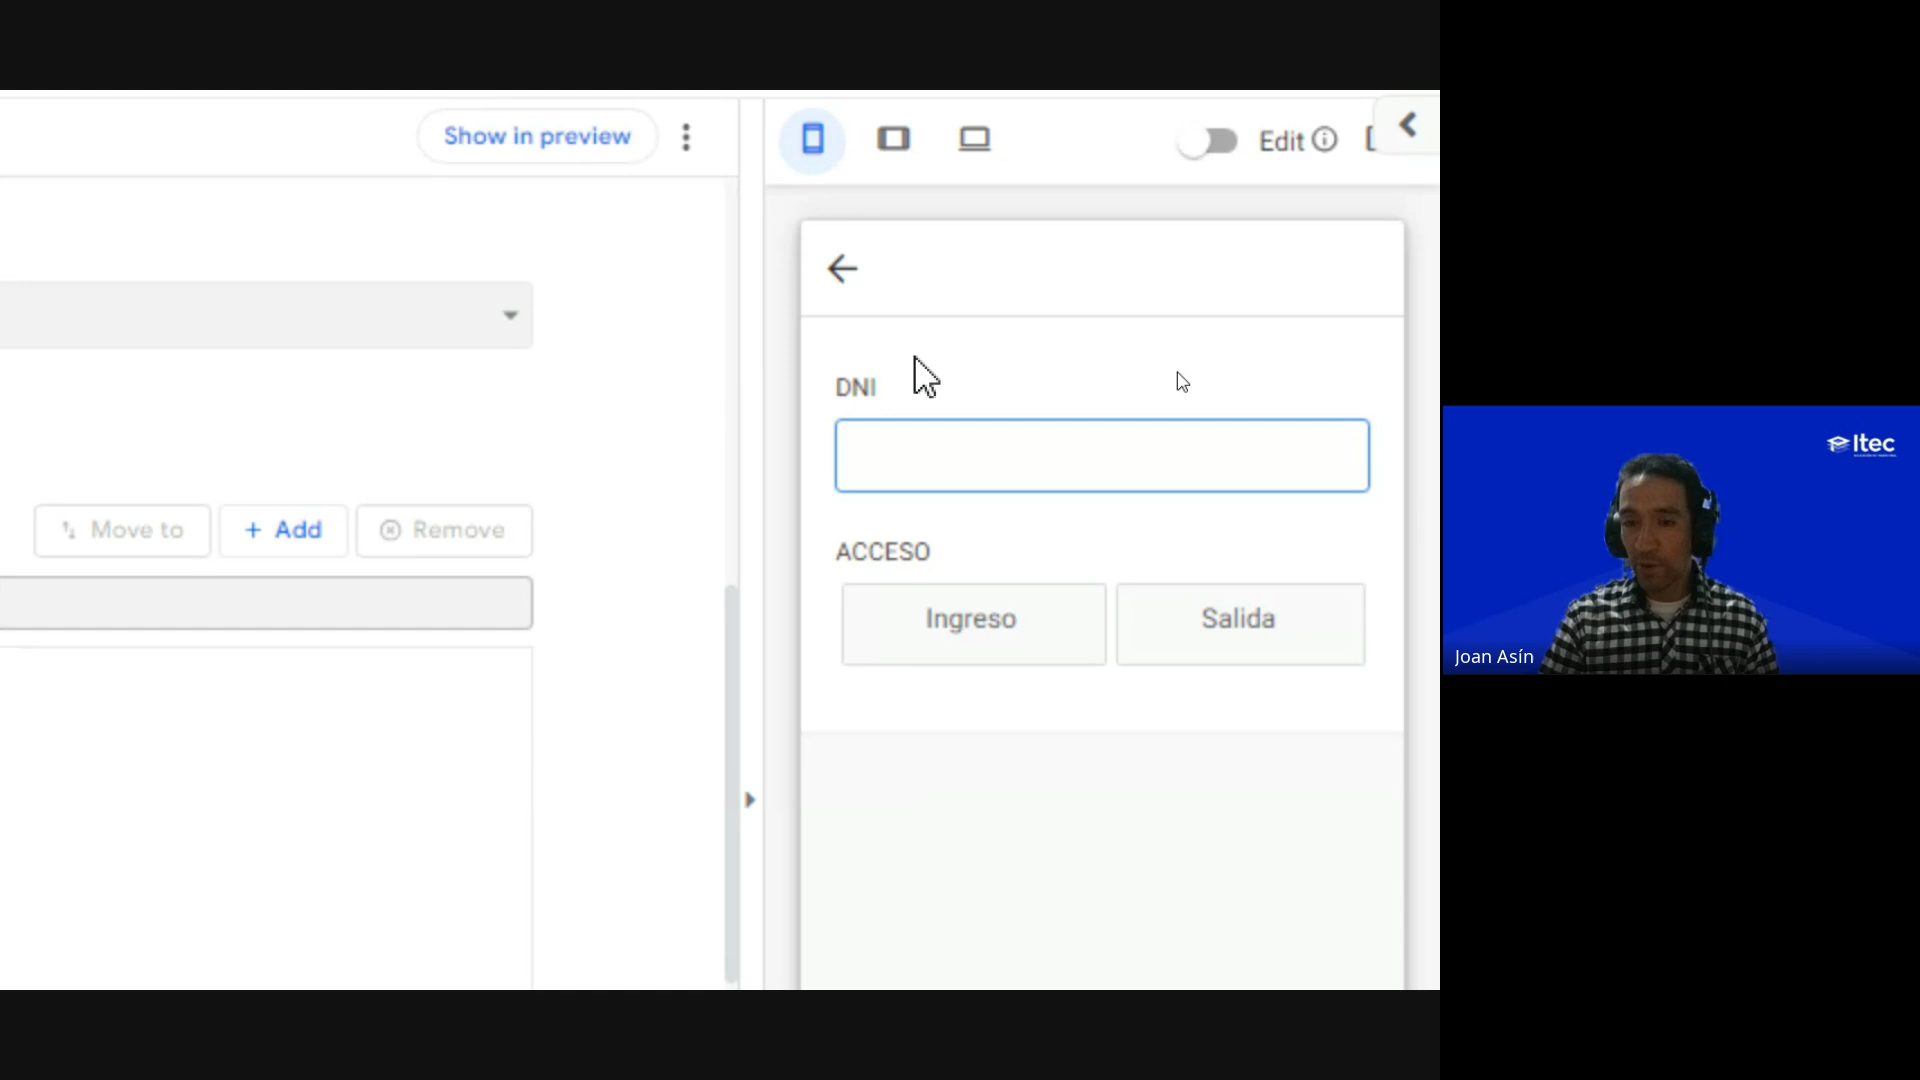 Show in preview
Edit
Move to
+ Add
Remove
DNI
ACCESO
Ingreso
Salida
Itec
Joan Asín